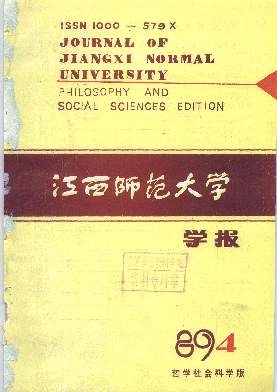 ISSN 1000 - 579X
JOURNAL OF
JIANGXI NORMAL
UNIVERSITY
PHILOSOPHY AND
SOCIAL SCIENCES EDITION
江西师范大学
学报
894
哲学社会科学版